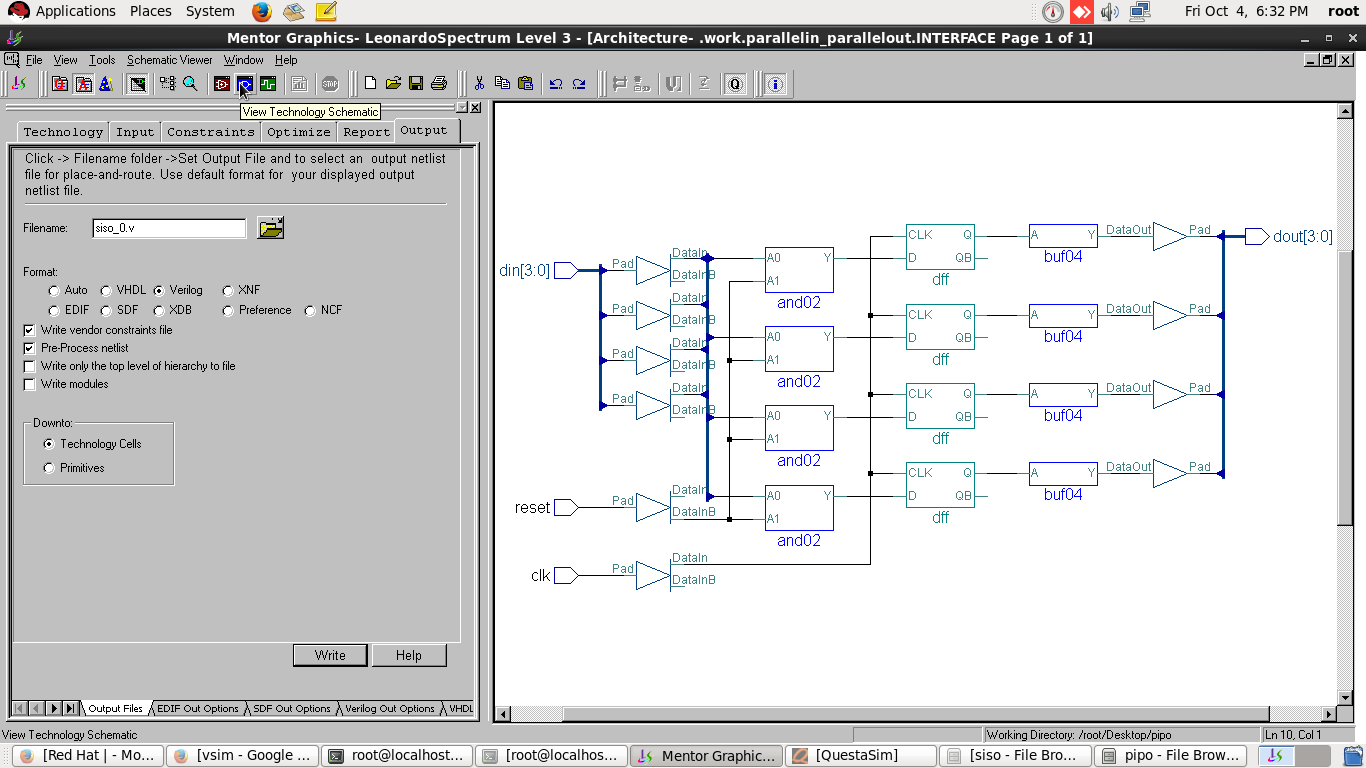 Applications Places System Fri Oct 4, 6:32 PM root
Mentor Graphics- LeonardoSpectrum Level 3 - [Architecture- .work.parallelin_parallelout.INTERFACE Page 1 of 1]
File View Tools Schematic Viewer Window Help
STOP Q
View Technology Schematic
Technology Input Constraints Optimize Report Output
Click -> Filename folder ->Set Output File and to select an output netlist
file for place-and-route. Use default format for your displayed output
netlist file.
Filename: siso_0.v
Format:
Auto VHDL Verilog XNF
EDIF SDF XDB Preference NCF
Write vendor constraints file
Pre-Process netlist
Write only the top level of hierarchy to file
Write modules
Downto:
Technology Cells
Primitives
Write Help
Output Files EDIF Out Options SDF Out Options Verilog Out Options VHDL
din[3:0]
Pad DataIn
DataInB
Pad DataIn
DataInB
Pad DataIn
DataInB
Pad DataIn
DataInB
reset Pad DataIn
DataInB
clk Pad DataIn
DataInB
A0 Y
A1
and02
A0 Y
A1
and02
A0 Y
A1
and02
A0 Y
A1
and02
CLK Q
D QB
dff
CLK Q
D QB
dff
CLK Q
D QB
dff
CLK Q
D QB
dff
A Y DataOut Pad
buf04
A Y DataOut Pad
buf04
A Y DataOut Pad
buf04
A Y DataOut Pad
buf04
dout[3:0]
View Technology Schematic Working Directory: /root/Desktop/pipo Ln 10, Col 1
[Red Hat | - Mo... [vsim - Google ... root@localhost... [root@localhos... Mentor Graphic... [QuestaSim] [siso - File Bro... pipo - File Brow...